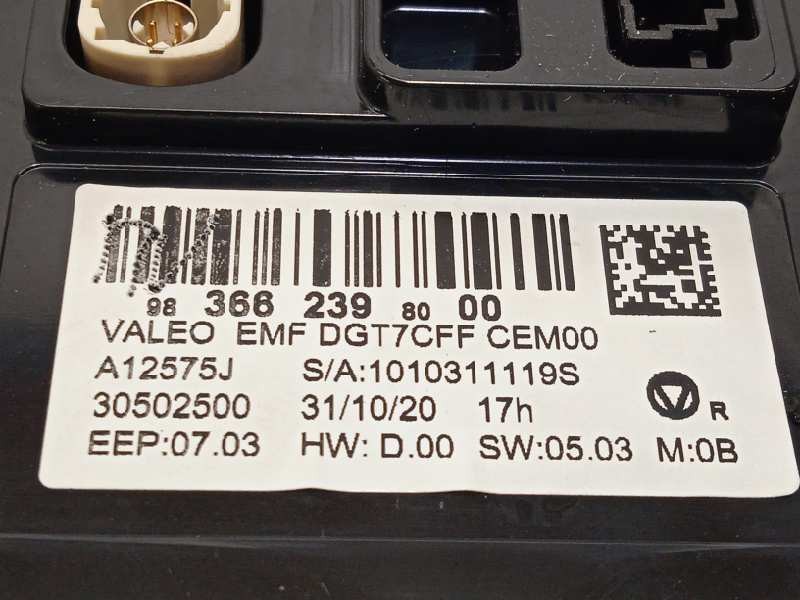 98 366 239 80 00
VALEO EMF DGT7CFF CEM00
A12575J S/A:1010311119S
30502500 31/10/20 17h
R
EEP:07.03 HW: D.00 SW:05.03 M:0B